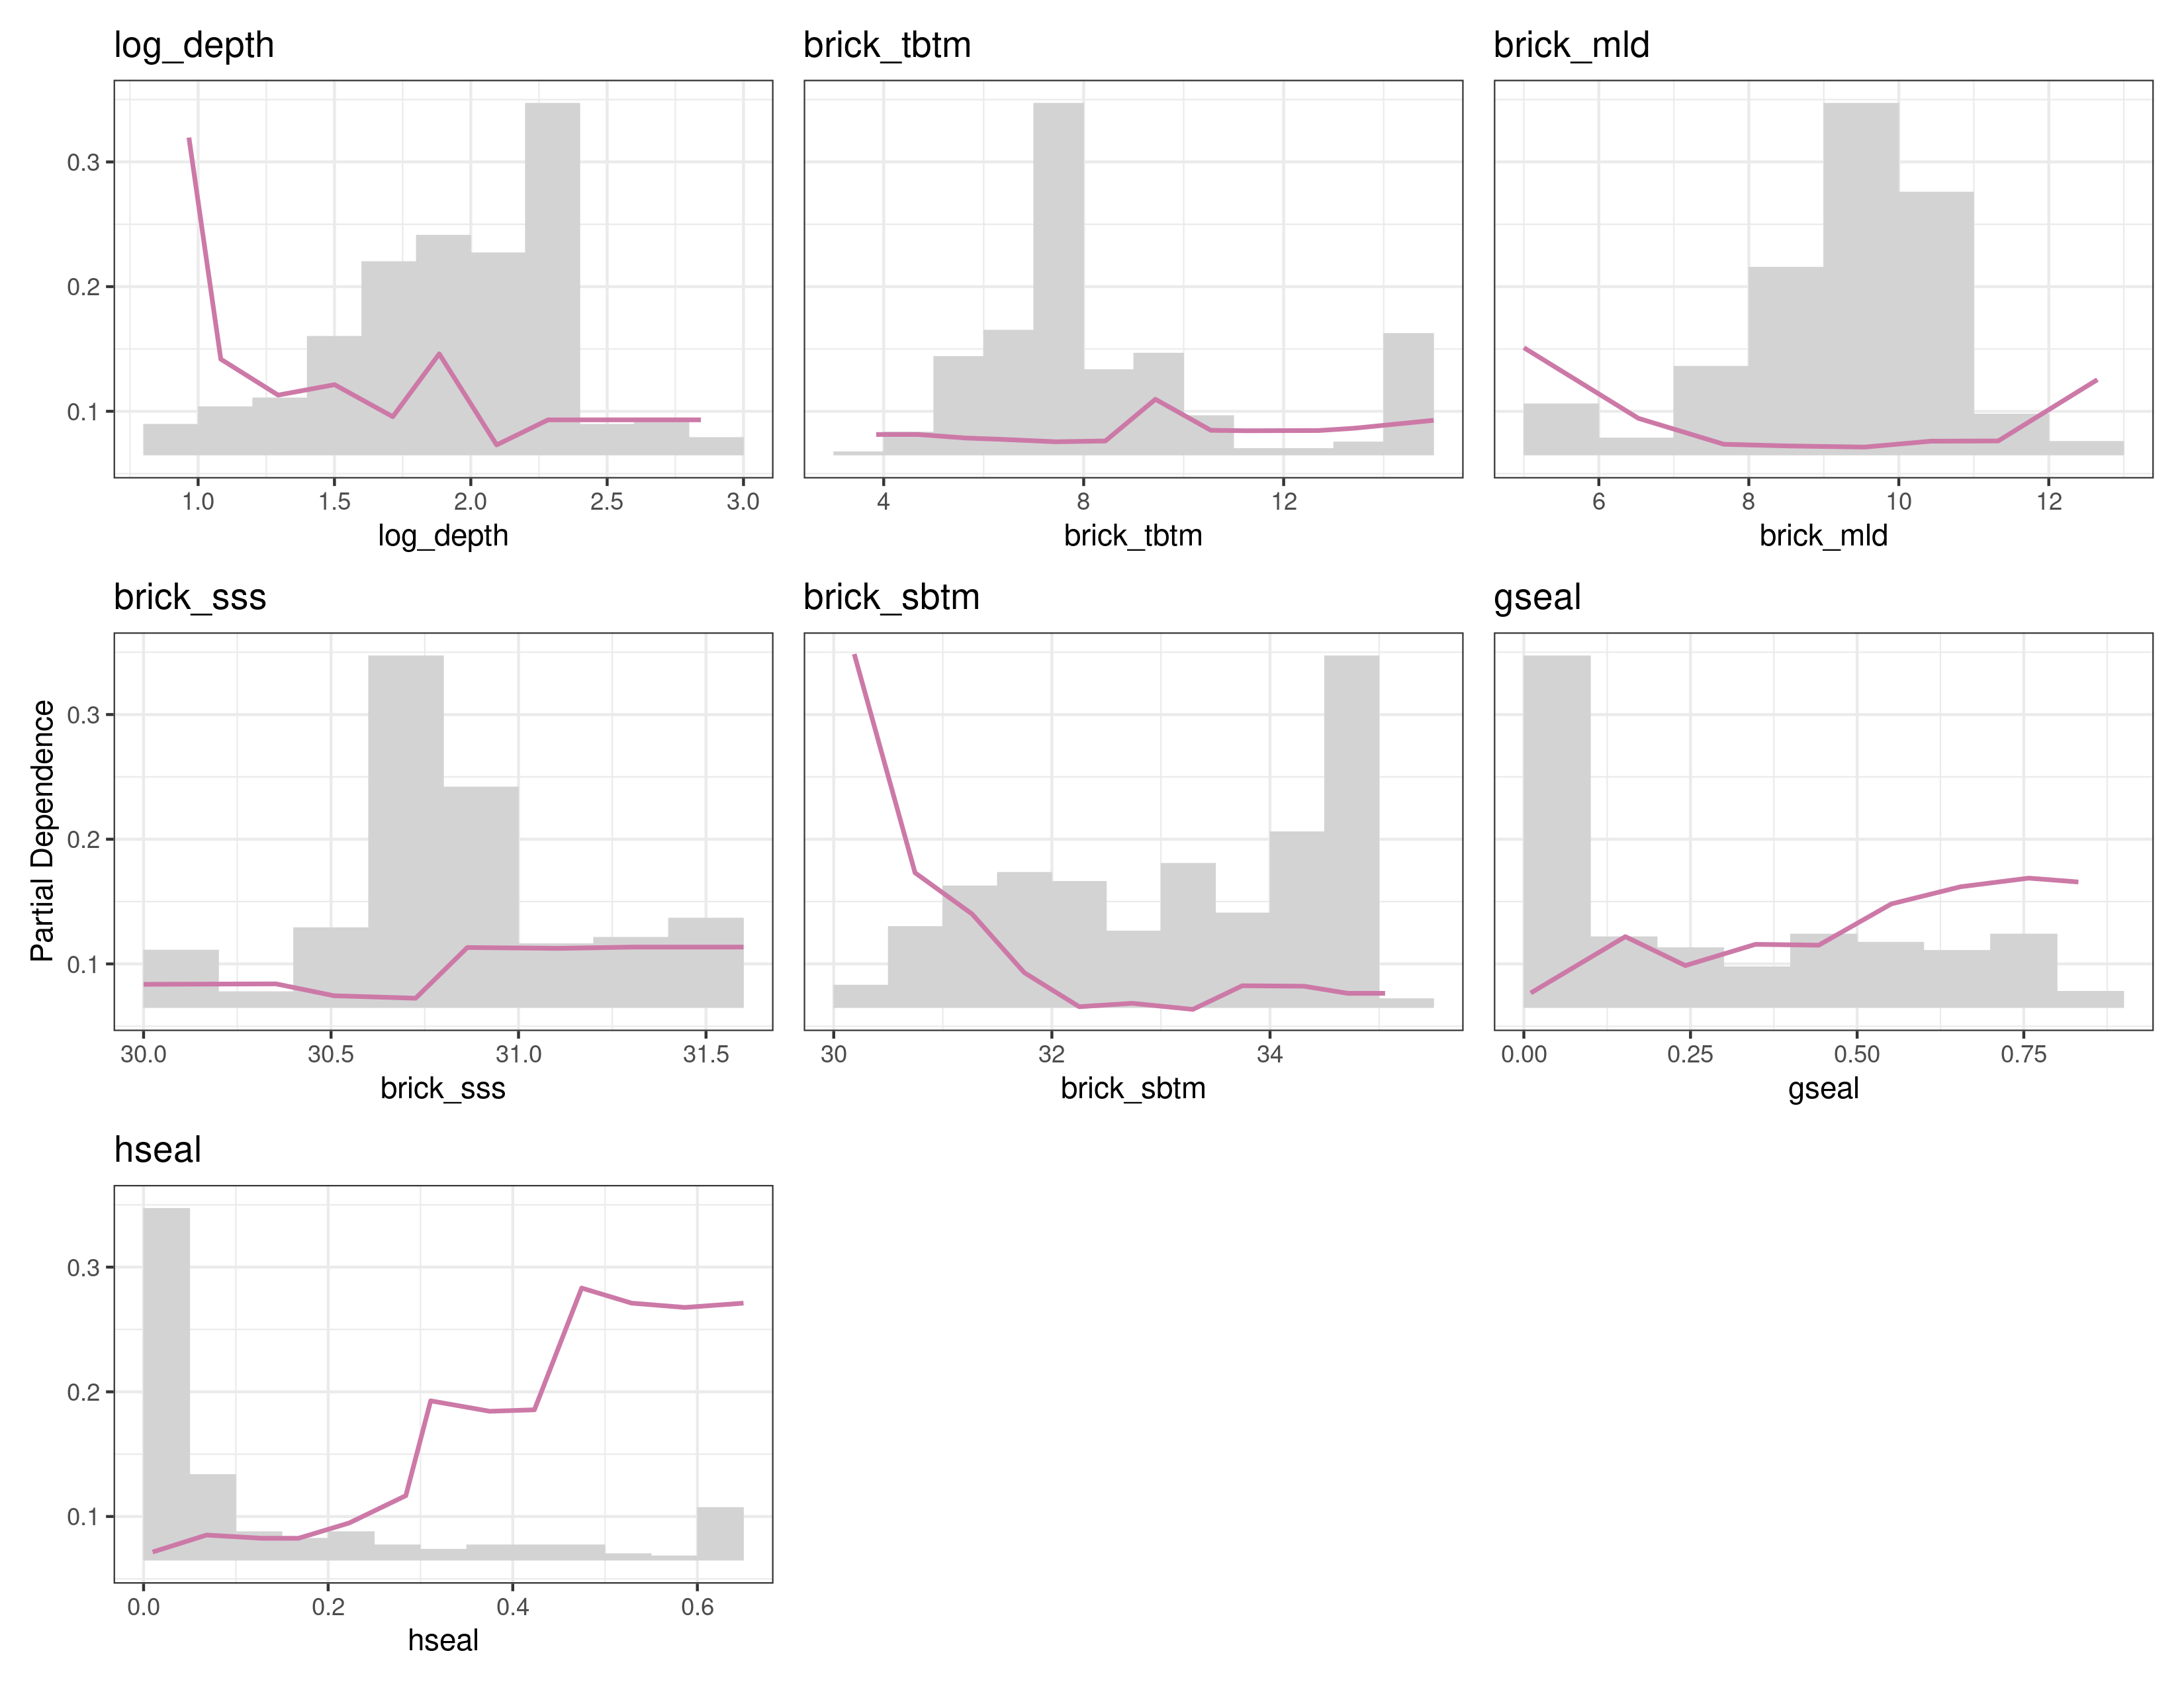 log_depth
brick_tbtm
brick_mld
0.3
0.2
0.1
1.0 1.5 2.0 2.5 3.0
4 8 12
6 8 10 12
log_depth
brick_tbtm
brick_mld
brick_sss
brick_sbtm
gseal
Partial Dependence
0.3
0.2
0.1
30.0 30.5 31.0 31.5
30 32 34
0.00 0.25 0.50 0.75
brick_sss
brick_sbtm
gseal
hseal
0.3
0.2
0.1
0.0 0.2 0.4 0.6
hseal